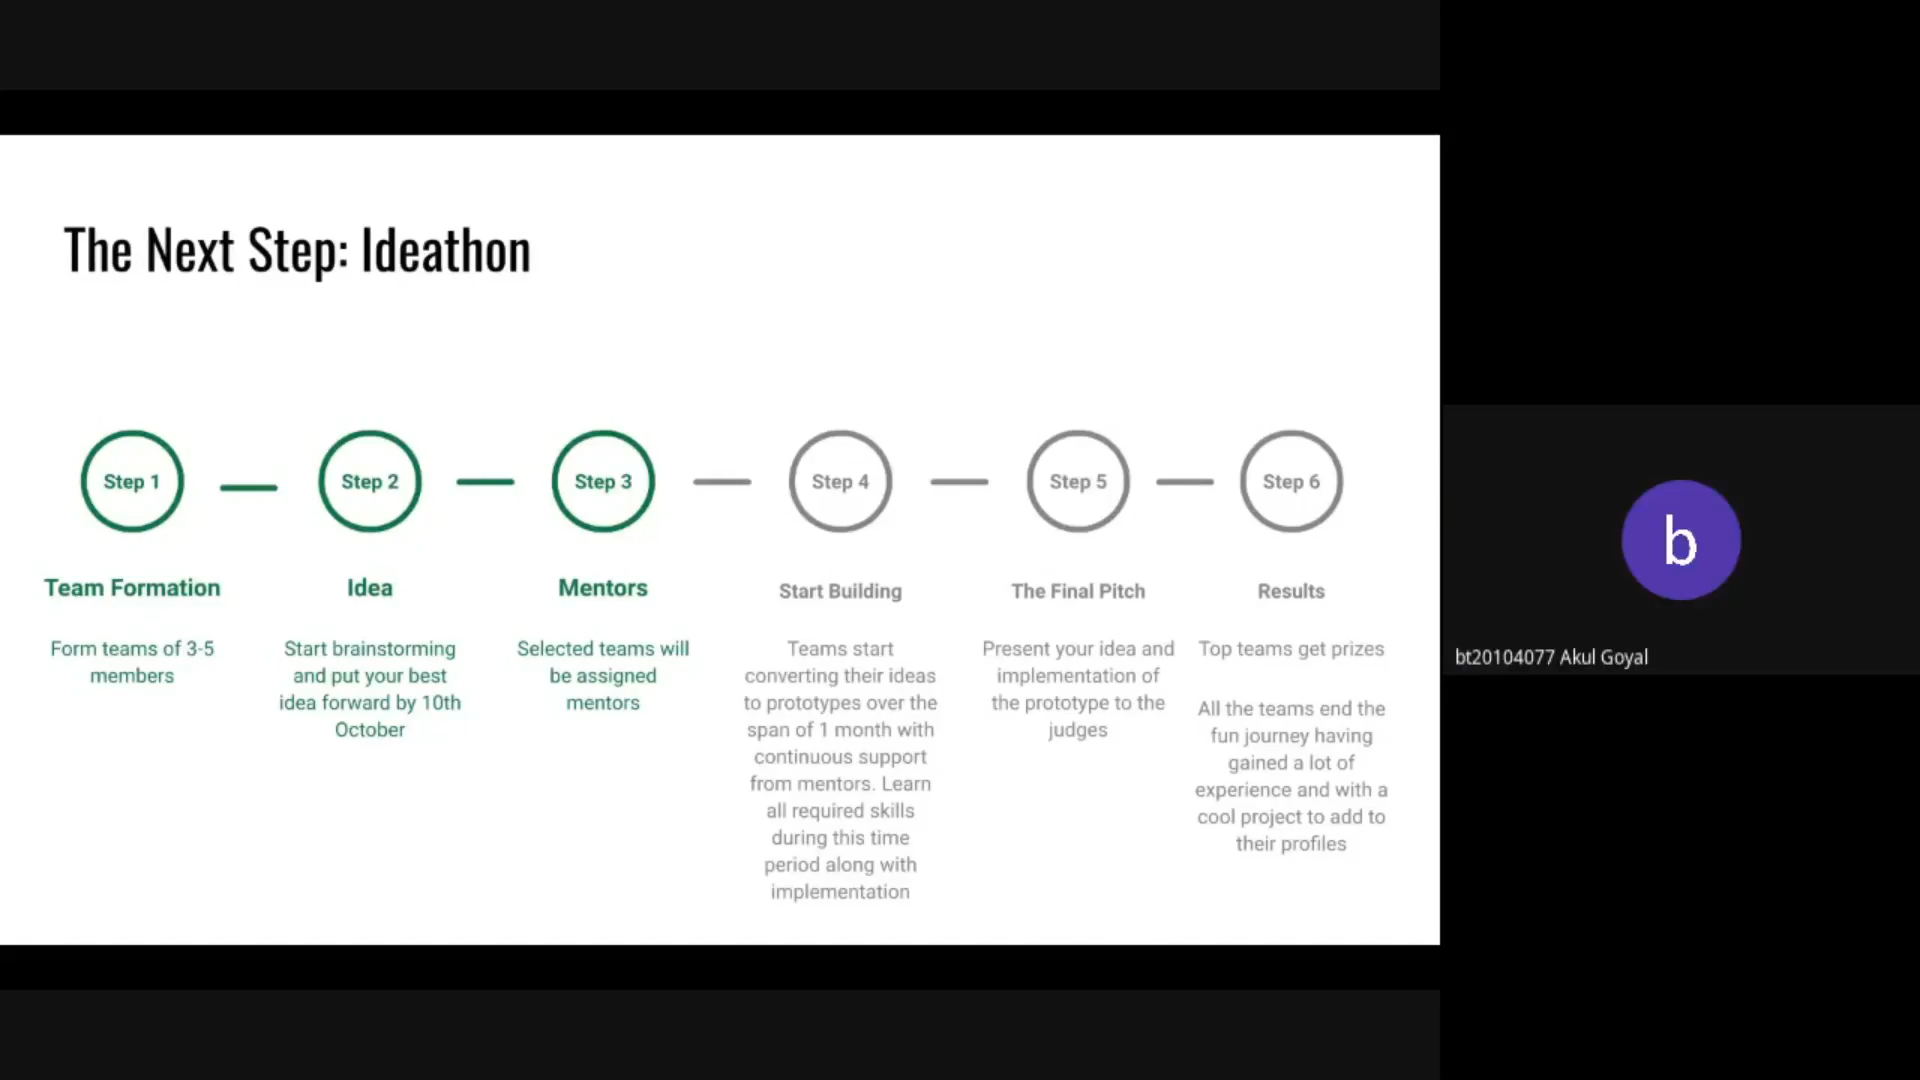 The Next Step: Ideathon
Step 1
Step 2
Step 3
Step 4
Step 5
Step 6
Team Formation
Idea
Mentors
Start Building
The Final Pitch
Results
Form teams of 3-5
members
Start brainstorming
and put your best
idea forward by 10th
October
Selected teams will
be assigned
mentors
Teams start
converting their ideas
to prototypes over the
span of 1 month with
continuous support
from mentors. Learn
all required skills
during this time
period along with
implementation
Present your idea and
implementation of
the prototype to the
judges
Top teams get prizes
All the teams end the
fun journey having
gained a lot of
experience and with a
cool project to add to
their profiles
b
bt20104077 Akul Goyal